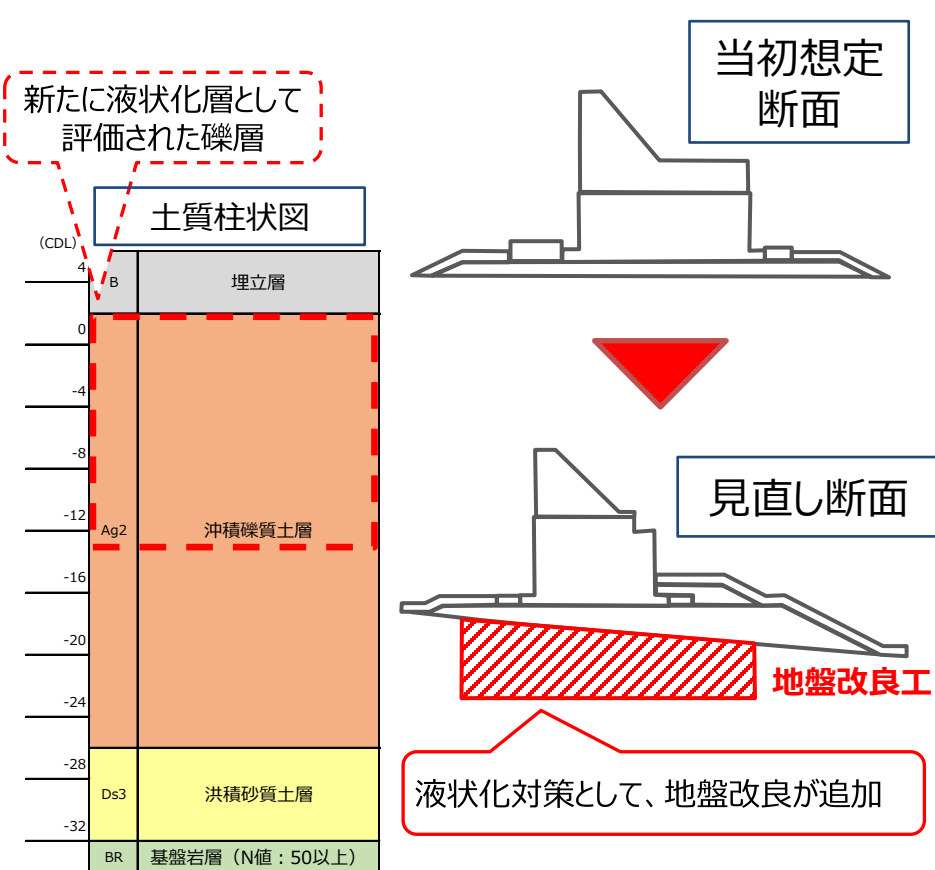 当初想定
断面
新たに液状化層として
評価された礫層
土質柱状図
(CDL)
4
B
埋立層
0
-4
-8
-12
Ag2
沖積礫質土層
-16
-20
-24
-28
Ds3
洪積砂質土層
-32
BR
基盤岩層（N値：50以上）
見直し断面
地盤改良工
液状化対策として、地盤改良が追加